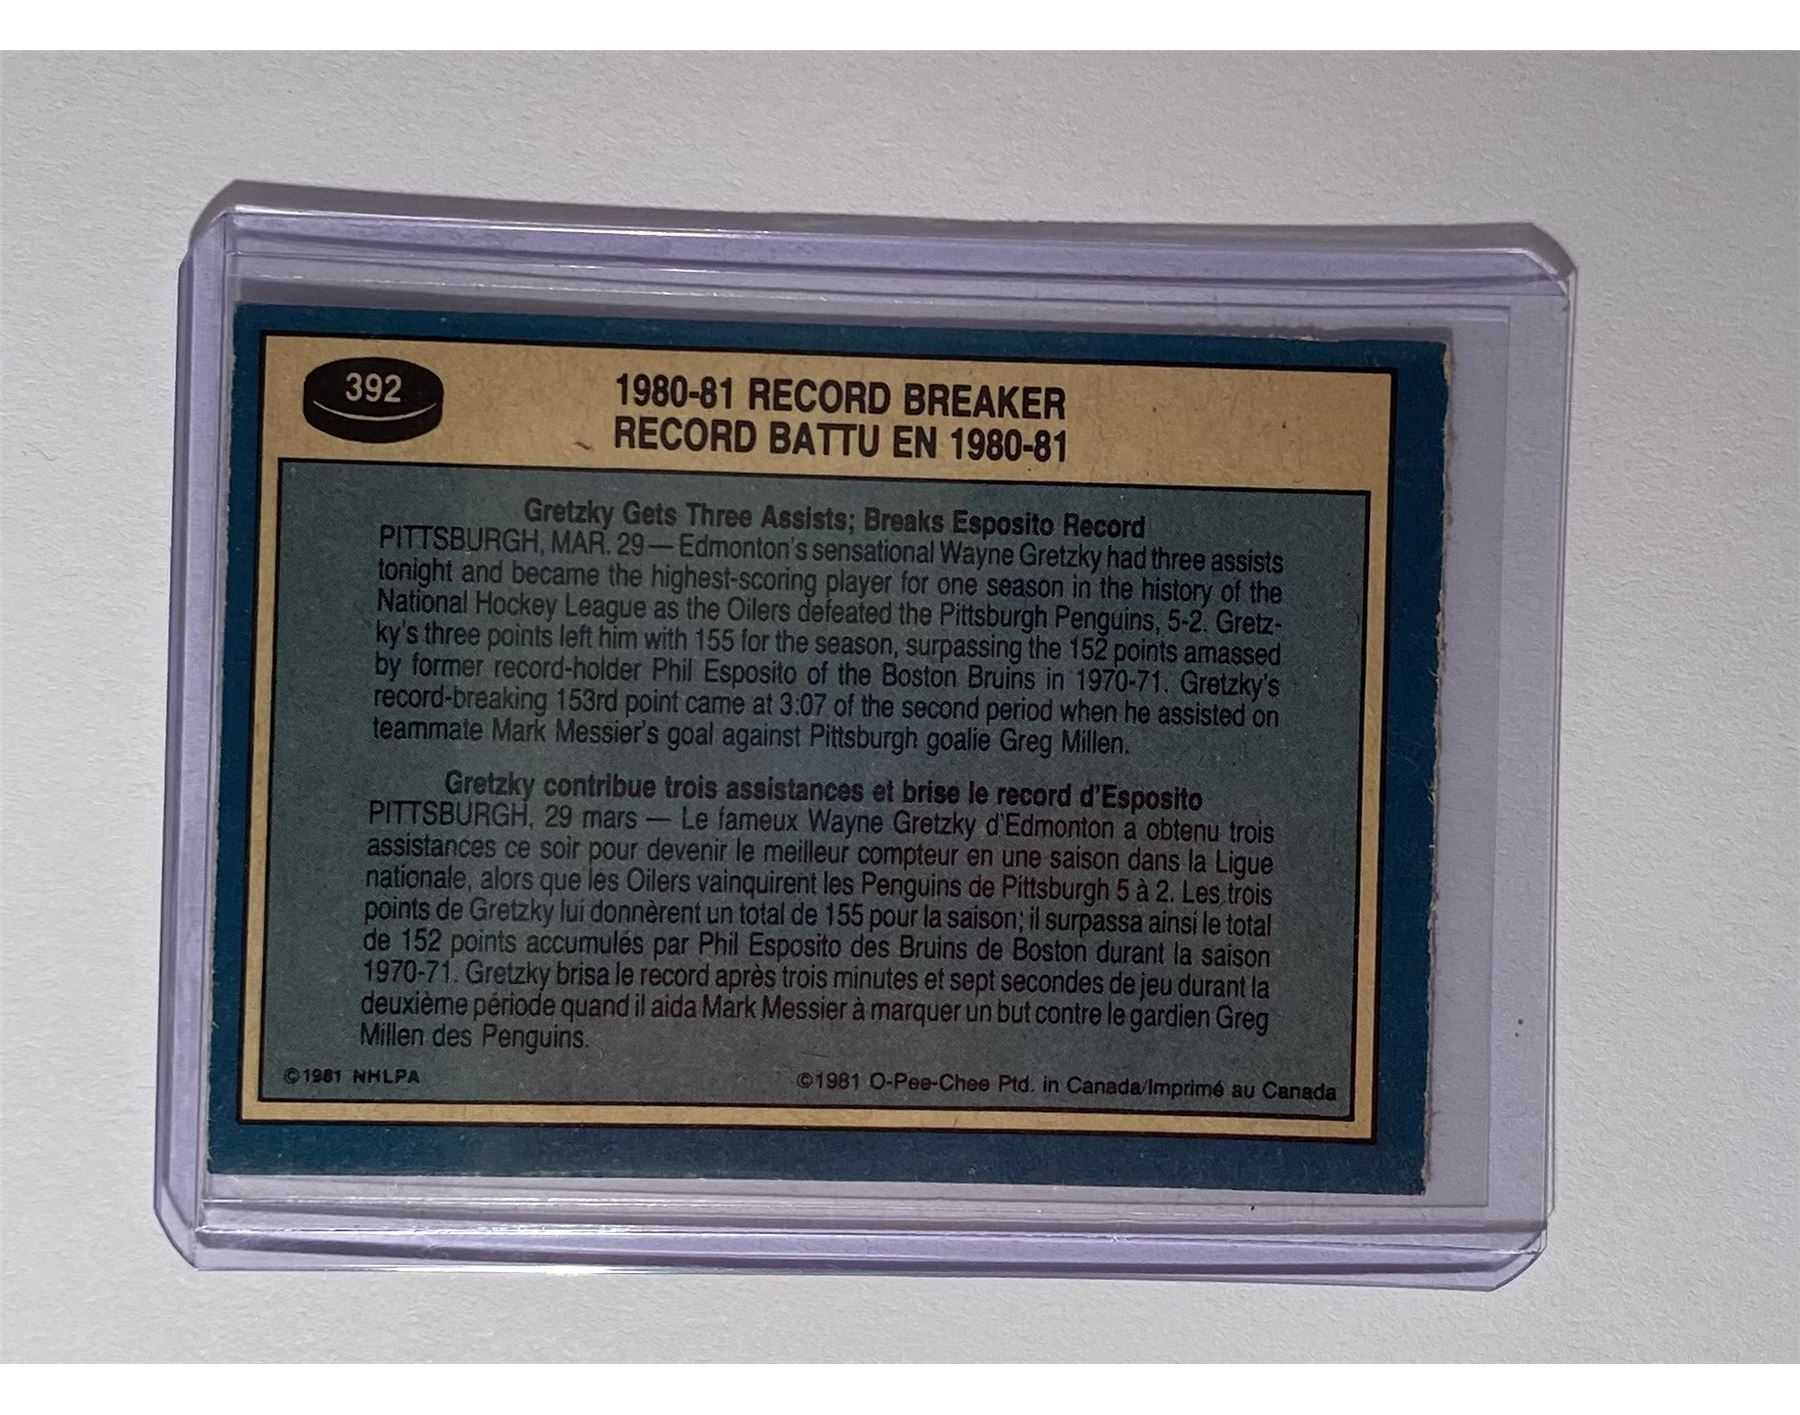 392
1980-81 RECORD BREAKER
RECORD BATTU EN 1980-81
Gretzky Gets Three Assists; Breaks Esposito Record
PITTSBURGH, MAR. 29 — Edmonton's sensational Wayne Gretzky had three assists
tonight and became the highest-scoring player for one season in the history of the
National Hockey League as the Oilers defeated the Pittsburgh Penguins, 5-2. Gretz-
ky's three points left him with 155 for the season, surpassing the 152 points amassed
by former record-holder Phil Esposito of the Boston Bruins in 1970-71. Gretzky's
record-breaking 153rd point came at 3:07 of the second period when he assisted on
teammate Mark Messier's goal against Pittsburgh goalie Greg Millen.
Gretzky contribue trois assistances et brise le record d'Esposito
PITTSBURGH, 29 mars — Le fameux Wayne Gretzky d'Edmonton a obtenu trois
assistances ce soir pour devenir le meilleur compteur en une saison dans la Ligue
nationale, alors que les Oilers vainquirent les Penguins de Pittsburgh 5 à 2. Les trois
points de Gretzky lui donnèrent un total de 155 pour la saison; il surpassa ainsi le total
de 152 points accumulés par Phil Esposito des Bruins de Boston durant la saison
1970-71. Gretzky brisa le record après trois minutes et sept secondes de jeu durant la
deuxième période quand il aida Mark Messier à marquer un but contre le gardien Greg
Millen des Penguins.
©1981 NHLPA
©1981 O-Pee-Chee Ptd. in Canada/Imprimé au Canada